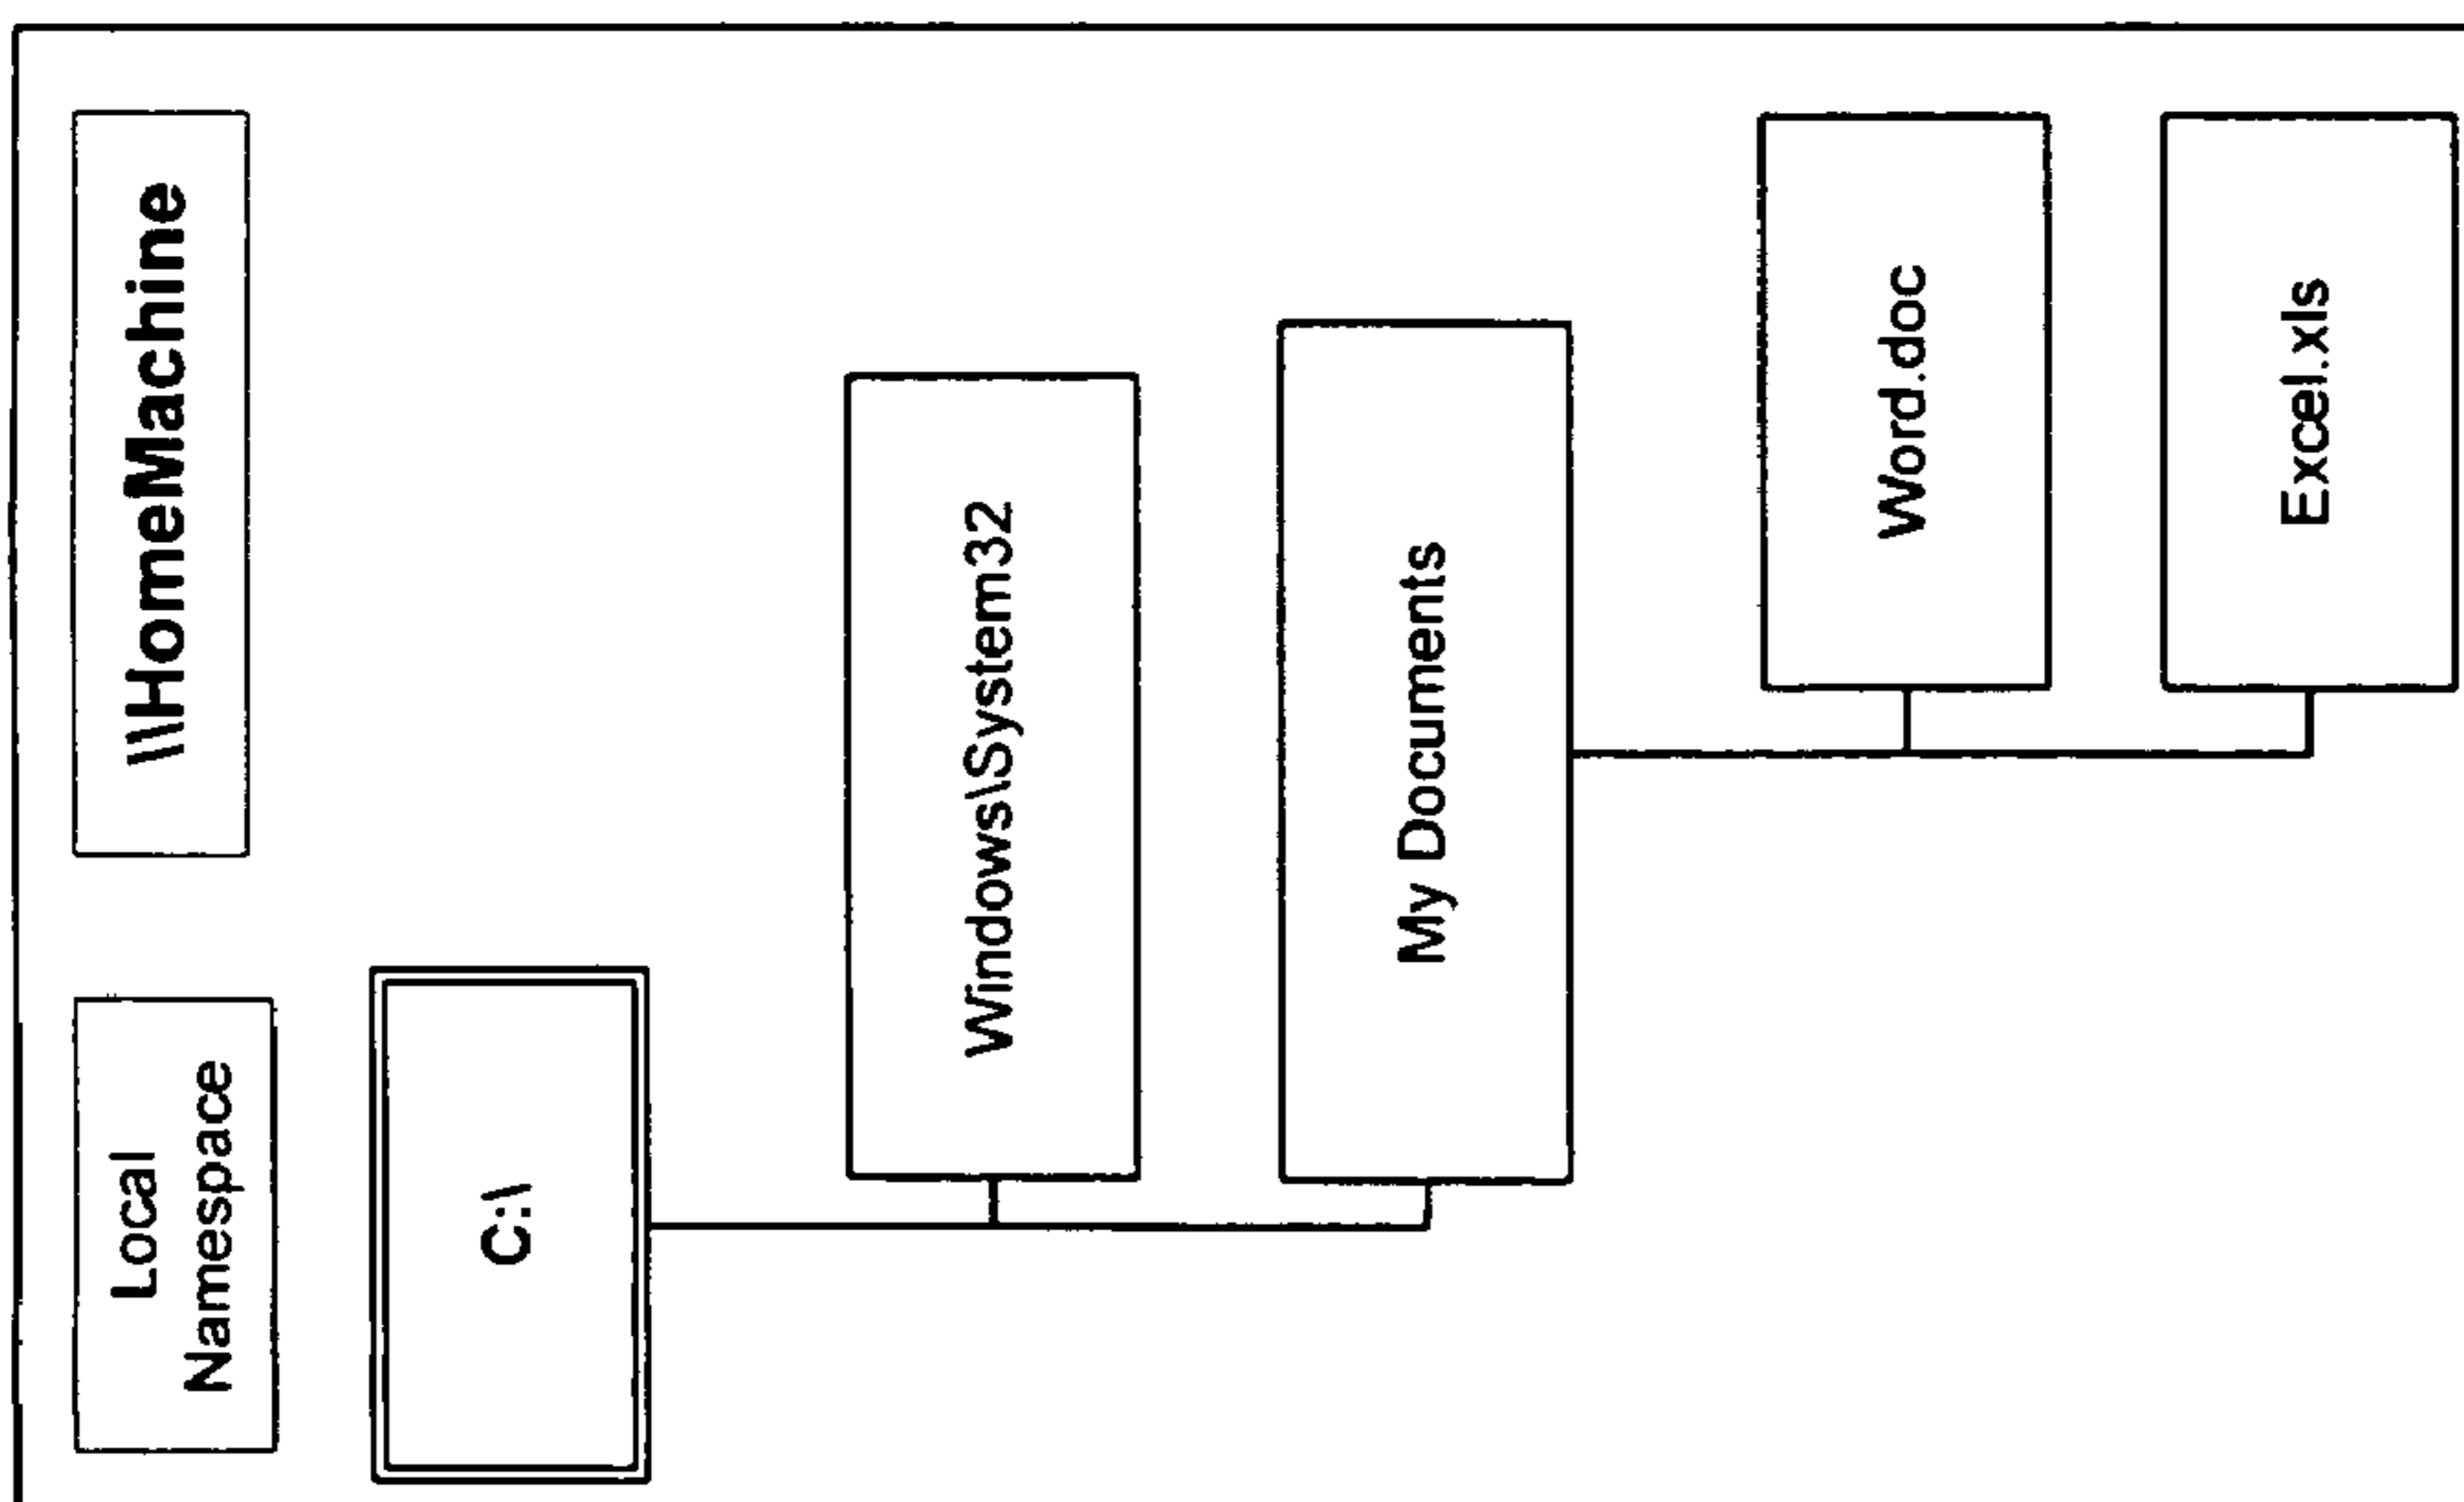 Local
Namespace
\\HomeMachine
C:\
Windows\System32
My Documents
Word.doc
Excel.xls